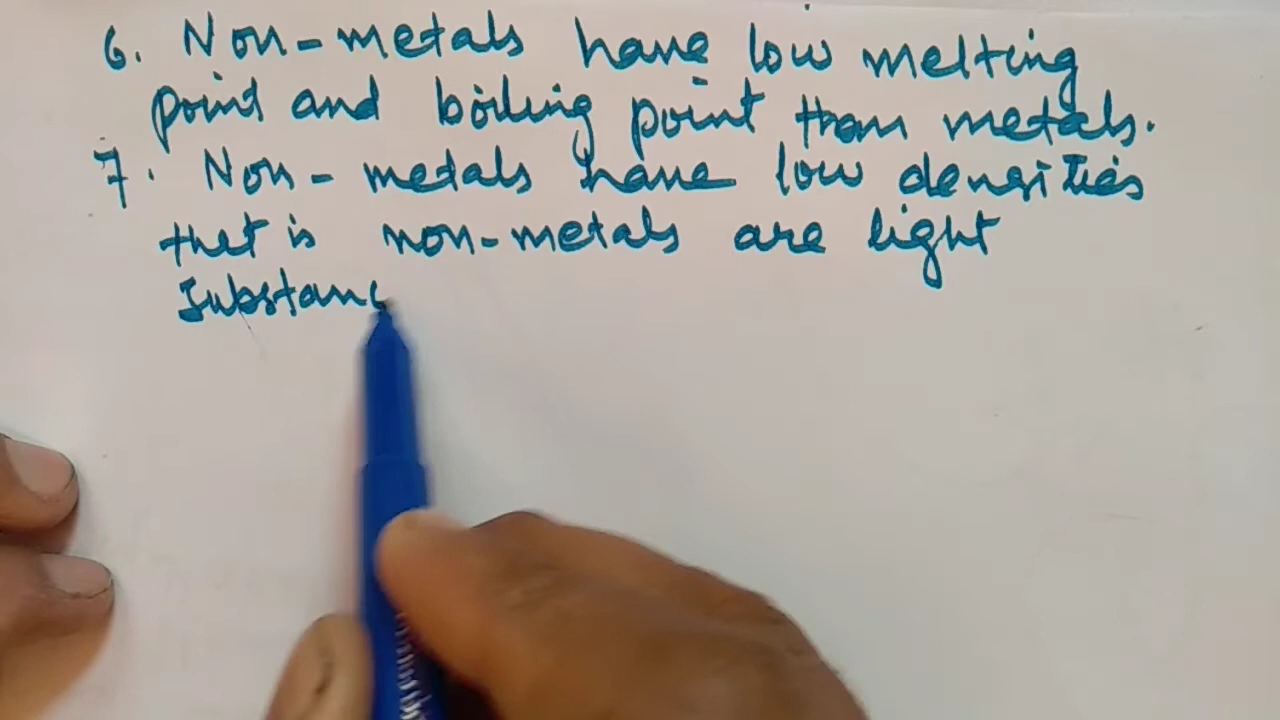 6. Non-metals have low melting
point and boiling point than metals.
7. Non-metals have low densities
that is non-metals are light
substanc